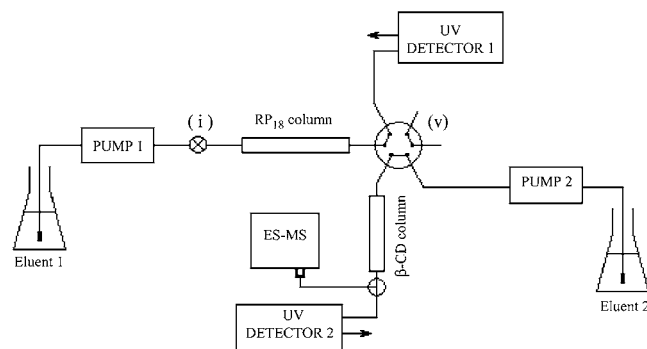 UV
DETECTOR 1
( i )
RP₁₈ column
(v)
PUMP 1
PUMP 2
ES-MS
β-CD column
Eluent 1
Eluent 2
UV
DETECTOR 2